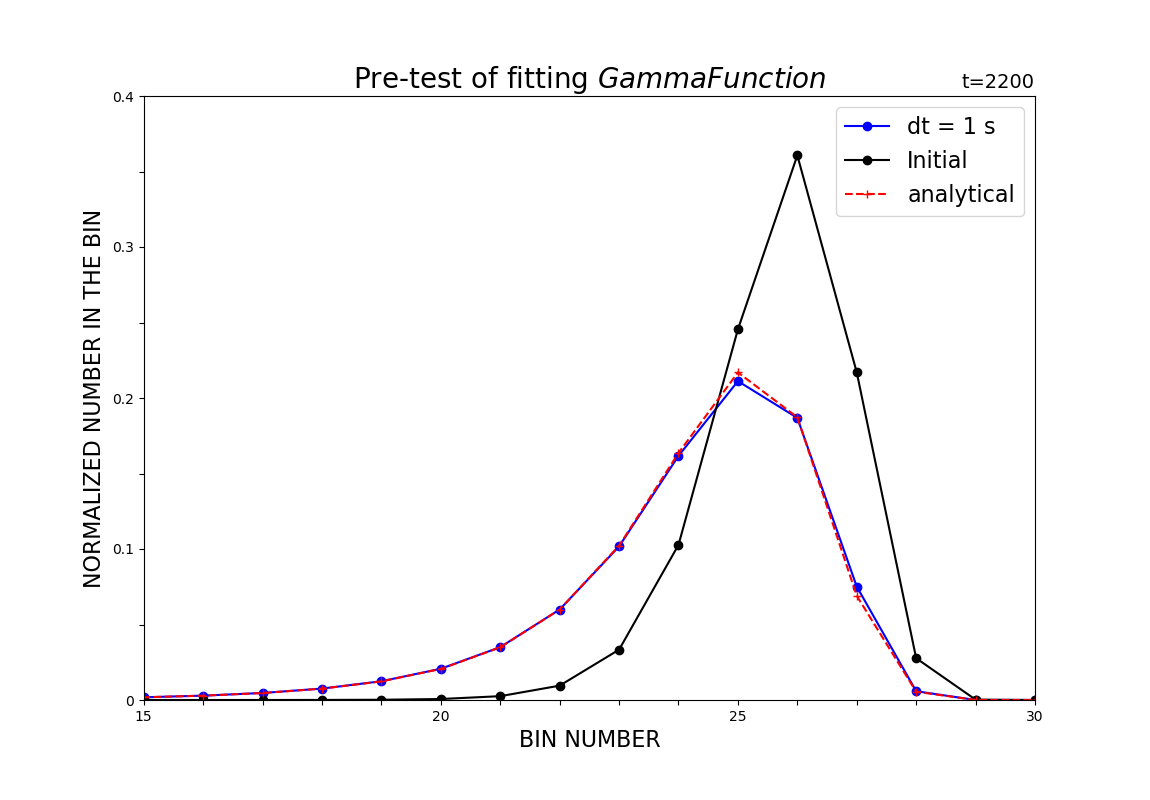 Pre-test of fitting GammaFunction
t=2200
dt = 1 s
Initial
analytical
NORMALIZED NUMBER IN THE BIN
0.4
0.3
0.2
0.1
0
15
20
25
30
BIN NUMBER